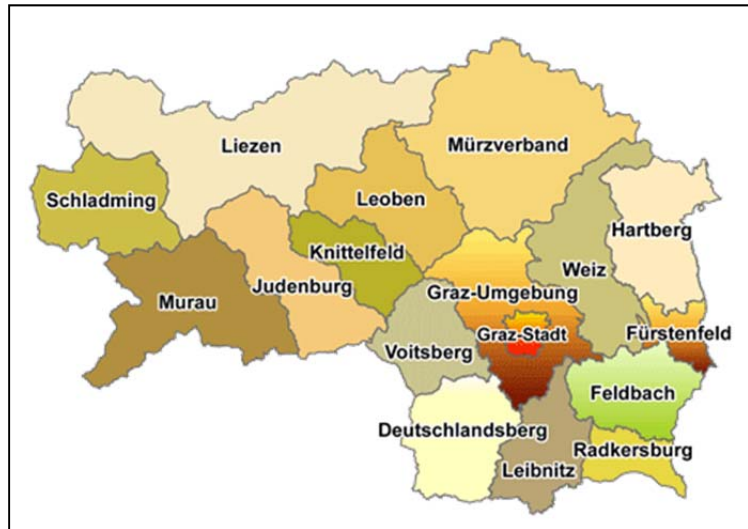 Liezen
Mürzverband
Schladming
Leoben
Hartberg
Knittelfeld
Weiz
Murau
Judenburg
Graz-Umgebung
Graz-Stadt
Fürstenfeld
Voitsberg
Feldbach
Deutschlandsberg
Radkersburg
Leibnitz